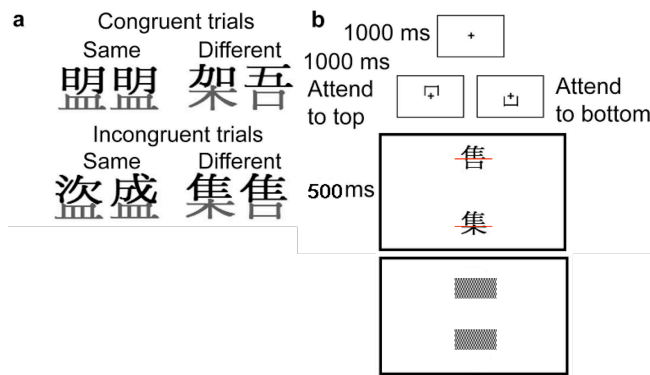 a
Congruent trials
Same Different
盟盟 架吾
Incongruent trials
Same Different
盗盛 集售
b
1000 ms
1000 ms
Attend
to top
Attend
to bottom
500ms
售
集